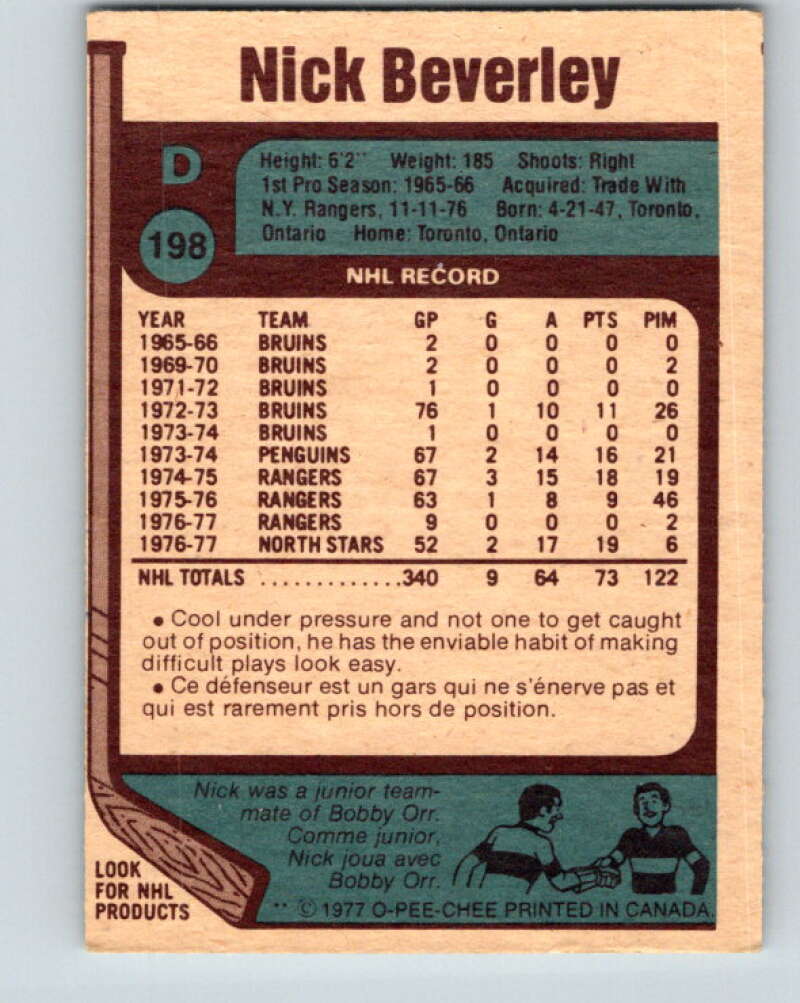 Nick Beverley
D
198
Height: 6'2" Weight: 185 Shoots: Right
1st Pro Season: 1965-66 Acquired: Trade With
N.Y. Rangers, 11-11-76 Born: 4-21-47, Toronto,
Ontario Home: Toronto, Ontario
NHL RECORD
YEAR TEAM GP G A PTS PIM
1965-66 BRUINS 2 0 0 0 0
1969-70 BRUINS 2 0 0 0 2
1971-72 BRUINS 1 0 0 0 0
1972-73 BRUINS 76 1 10 11 26
1973-74 BRUINS 1 0 0 0 0
1973-74 PENGUINS 67 2 14 16 21
1974-75 RANGERS 67 3 15 18 19
1975-76 RANGERS 63 1 8 9 46
1976-77 RANGERS 9 0 0 0 2
1976-77 NORTH STARS 52 2 17 19 6
NHL TOTALS .............340 9 64 73 122
• Cool under pressure and not one to get caught
out of position, he has the enviable habit of making
difficult plays look easy.
• Ce défenseur est un gars qui ne s'énerve pas et
qui est rarement pris hors de position.
Nick was a junior team-
mate of Bobby Orr.
Comme junior,
Nick joua avec
Bobby Orr.
LOOK
FOR NHL
PRODUCTS
** © 1977 O-PEE-CHEE PRINTED IN CANADA.